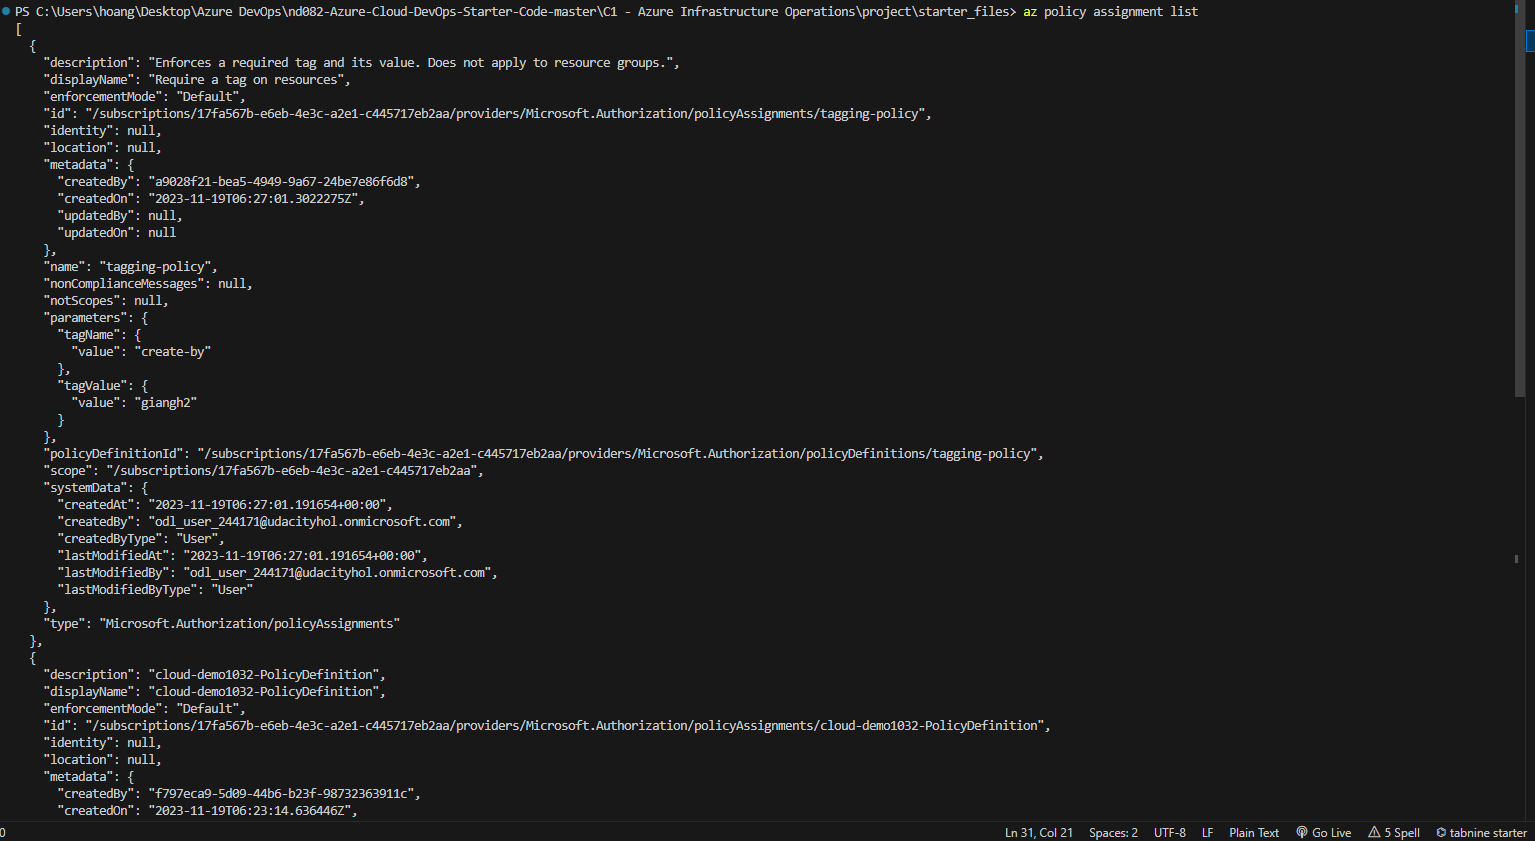 PS C:\Users\hoang\Desktop\Azure DevOps\nd082-Azure-Cloud-DevOps-Starter-Code-master\C1 - Azure Infrastructure Operations\project\starter_files> az policy assignment list
[
  {
    "description": "Enforces a required tag and its value. Does not apply to resource groups.",
    "displayName": "Require a tag on resources",
    "enforcementMode": "Default",
    "id": "/subscriptions/17fa567b-e6eb-4e3c-a2e1-c445717eb2aa/providers/Microsoft.Authorization/policyAssignments/tagging-policy",
    "identity": null,
    "location": null,
    "metadata": {
      "createdBy": "a9028f21-bea5-4949-9a67-24be7e86f6d8",
      "createdOn": "2023-11-19T06:27:01.3022275Z",
      "updatedBy": null,
      "updatedOn": null
    },
    "name": "tagging-policy",
    "nonComplianceMessages": null,
    "notScopes": null,
    "parameters": {
      "tagName": {
        "value": "create-by"
      },
      "tagValue": {
        "value": "giangh2"
      }
    },
    "policyDefinitionId": "/subscriptions/17fa567b-e6eb-4e3c-a2e1-c445717eb2aa/providers/Microsoft.Authorization/policyDefinitions/tagging-policy",
    "scope": "/subscriptions/17fa567b-e6eb-4e3c-a2e1-c445717eb2aa",
    "systemData": {
      "createdAt": "2023-11-19T06:27:01.191654+00:00",
      "createdBy": "odl_user_244171@udacityhol.onmicrosoft.com",
      "createdByType": "User",
      "lastModifiedAt": "2023-11-19T06:27:01.191654+00:00",
      "lastModifiedBy": "odl_user_244171@udacityhol.onmicrosoft.com",
      "lastModifiedByType": "User"
    },
    "type": "Microsoft.Authorization/policyAssignments"
  },
  {
    "description": "cloud-demo1032-PolicyDefinition",
    "displayName": "cloud-demo1032-PolicyDefinition",
    "enforcementMode": "Default",
    "id": "/subscriptions/17fa567b-e6eb-4e3c-a2e1-c445717eb2aa/providers/Microsoft.Authorization/policyAssignments/cloud-demo1032-PolicyDefinition",
    "identity": null,
    "location": null,
    "metadata": {
      "createdBy": "f797eca9-5d09-44b6-b23f-98732363911c",
      "createdOn": "2023-11-19T06:23:14.636446Z",
0 Ln 31, Col 21 Spaces: 2 UTF-8 LF Plain Text Go Live 5 Spell tabnine starter